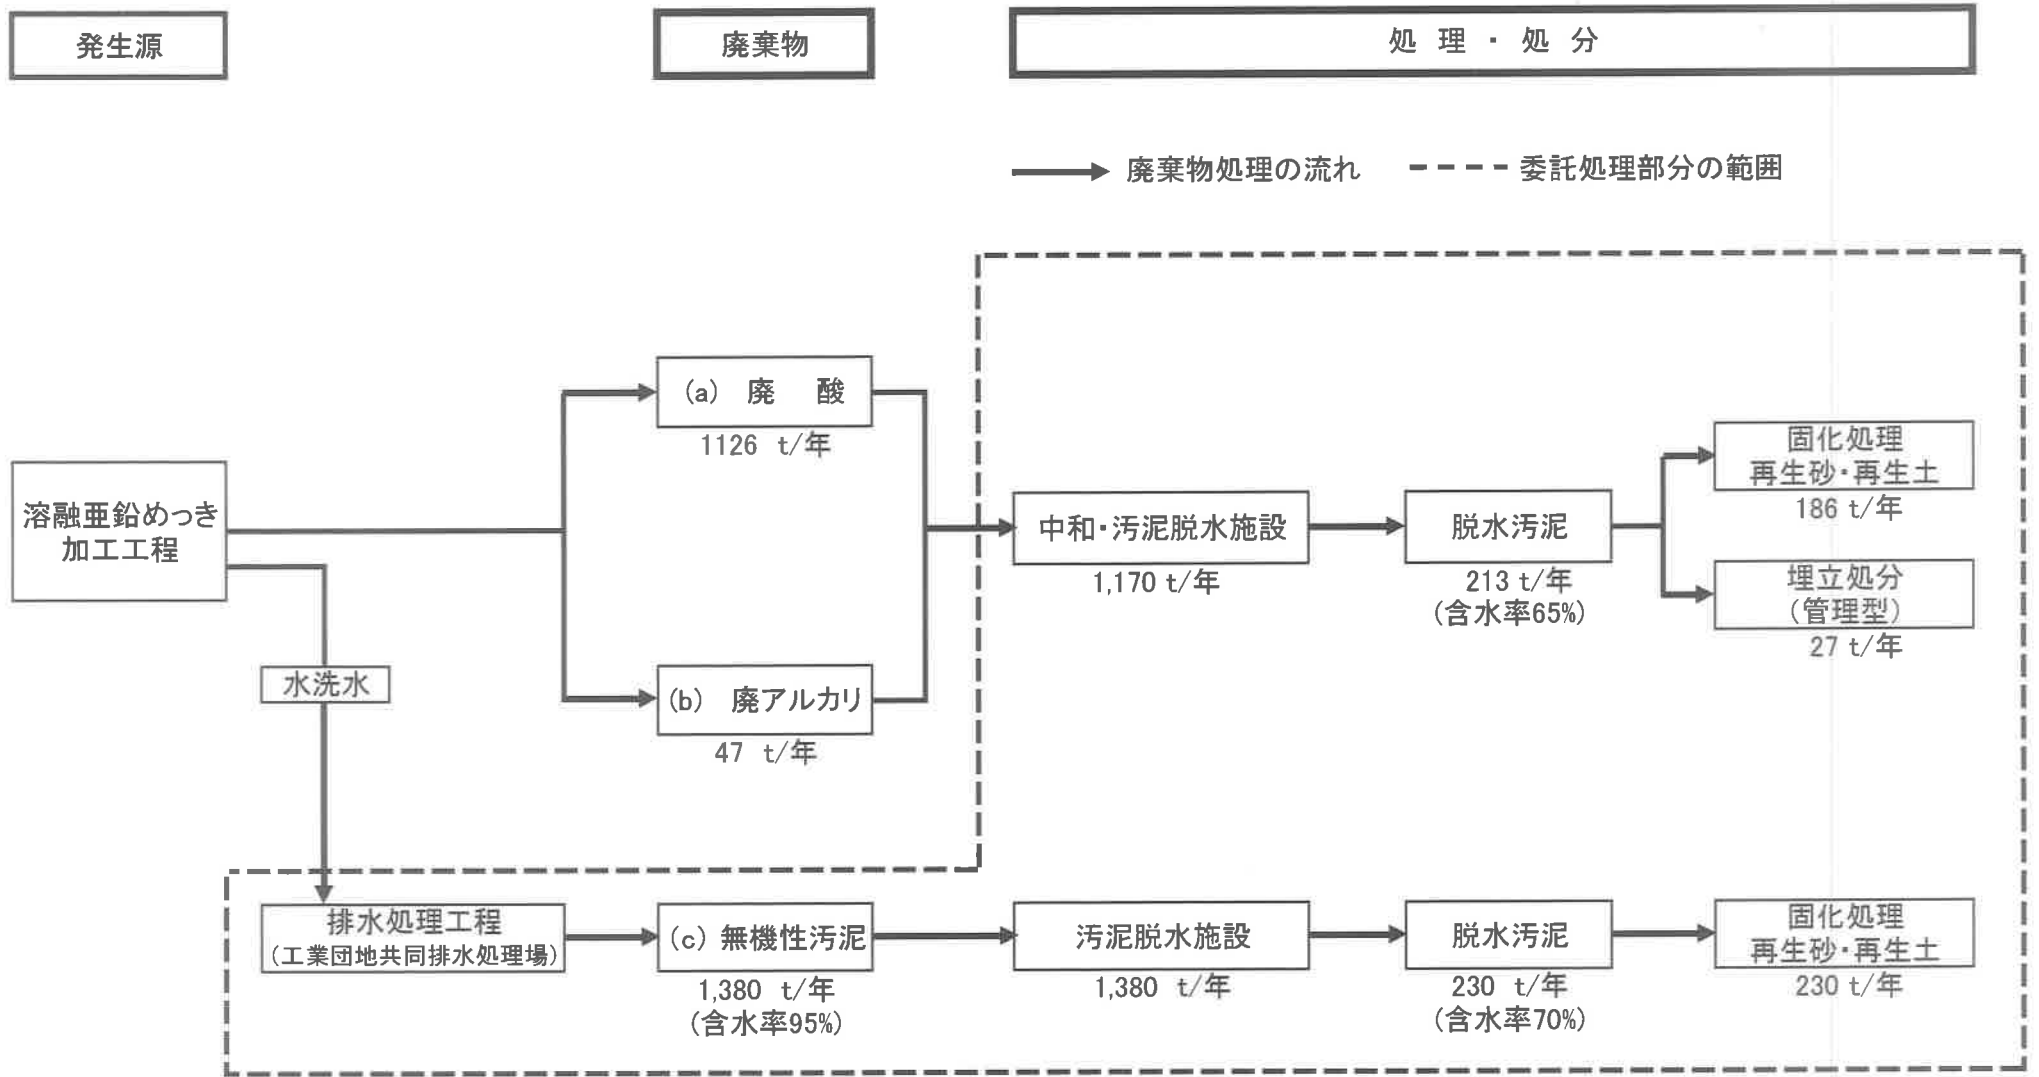 発生源
廃棄物
処理・処分
廃棄物処理の流れ
委託処理部分の範囲
溶融亜鉛めっき
加工工程
(a) 廃 酸
1126 t/年
(b) 廃アルカリ
47 t/年
中和・汚泥脱水施設
1,170 t/年
脱水汚泥
213 t/年
(含水率65%)
固化処理
再生砂・再生土
186 t/年
埋立処分
(管理型)
27 t/年
水洗水
排水処理工程
(工業団地共同排水処理場)
(c) 無機性汚泥
1,380 t/年
(含水率95%)
汚泥脱水施設
1,380 t/年
脱水汚泥
230 t/年
(含水率70%)
固化処理
再生砂・再生土
230 t/年